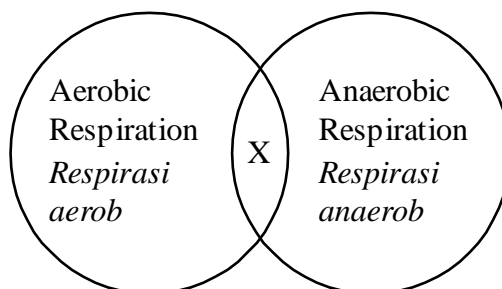 Aerobic
Respiration
Respirasi
aerob
X
Anaerobic
Respiration
Respirasi
anaerob